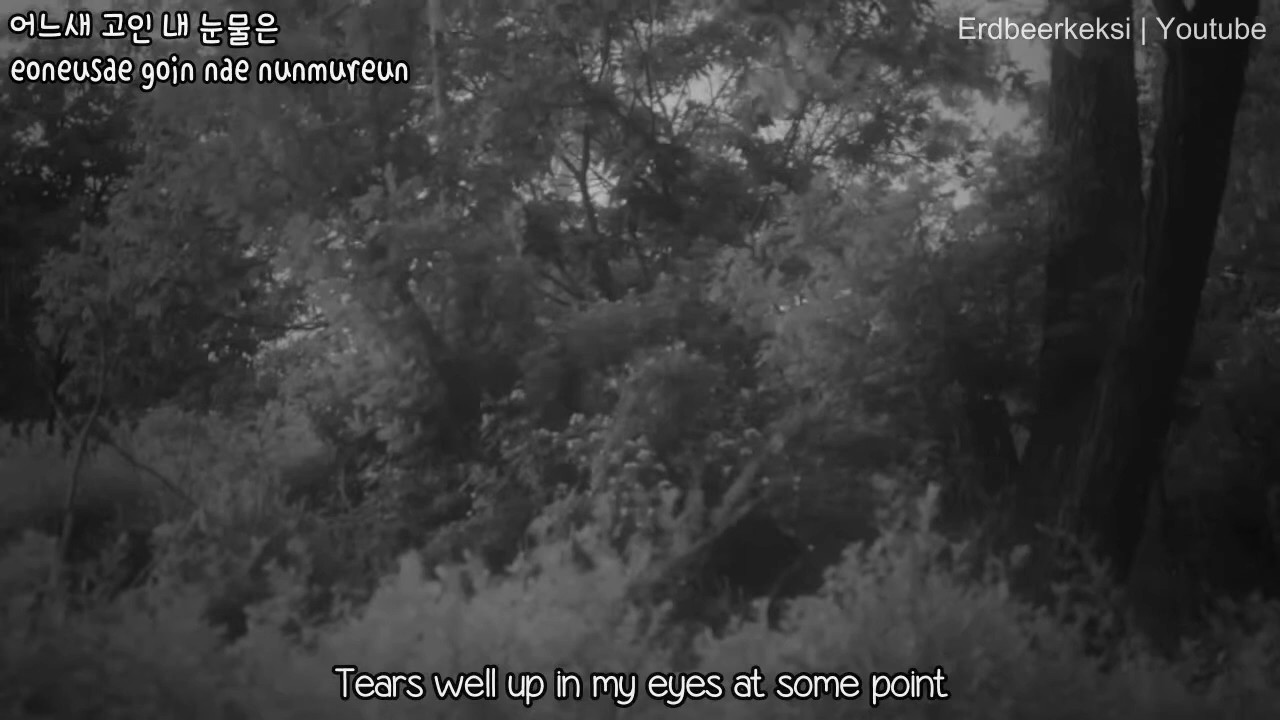 어느새 고인 내 눈물은
eoneusae goin nae nunmureun
Erdbeerkeksi | Youtube
Tears well up in my eyes at some point